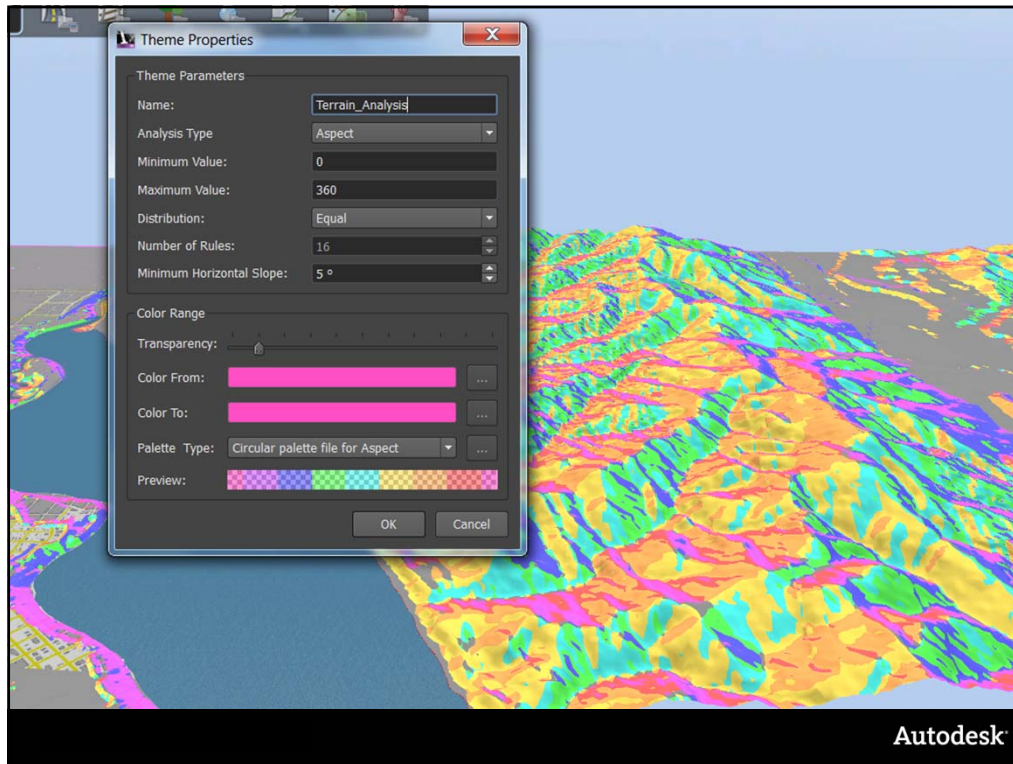 Theme Properties
Theme Parameters
Name: Terrain_Analysis
Analysis Type Aspect
Minimum Value: 0
Maximum Value: 360
Distribution: Equal
Number of Rules: 16
Minimum Horizontal Slope: 5 º
Color Range
Transparency:
Color From: ...
Color To: ...
Palette Type: Circular palette file for Aspect ...
Preview:
OK Cancel
Autodesk